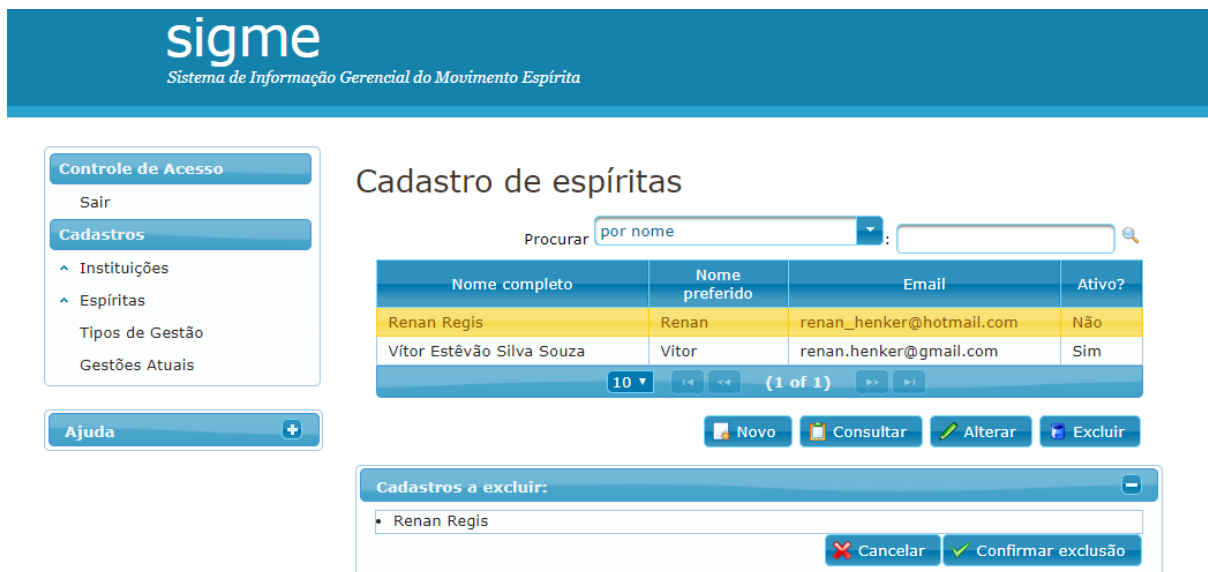 sigme
Sistema de Informação Gerencial do Movimento Espírita
Controle de Acesso
Sair
Cadastros
Instituições
Espíritas
Tipos de Gestão
Gestões Atuais
Ajuda
Cadastro de espíritas
Procurar por nome :
Nome completo Nome preferido Email Ativo?
Renan Regis Renan renan_henker@hotmail.com Não
Vítor Estêvão Silva Souza Vitor renan.henker@gmail.com Sim
10 (1 of 1)
Novo Consultar Alterar Excluir
Cadastros a excluir:
• Renan Regis
Cancelar Confirmar exclusão